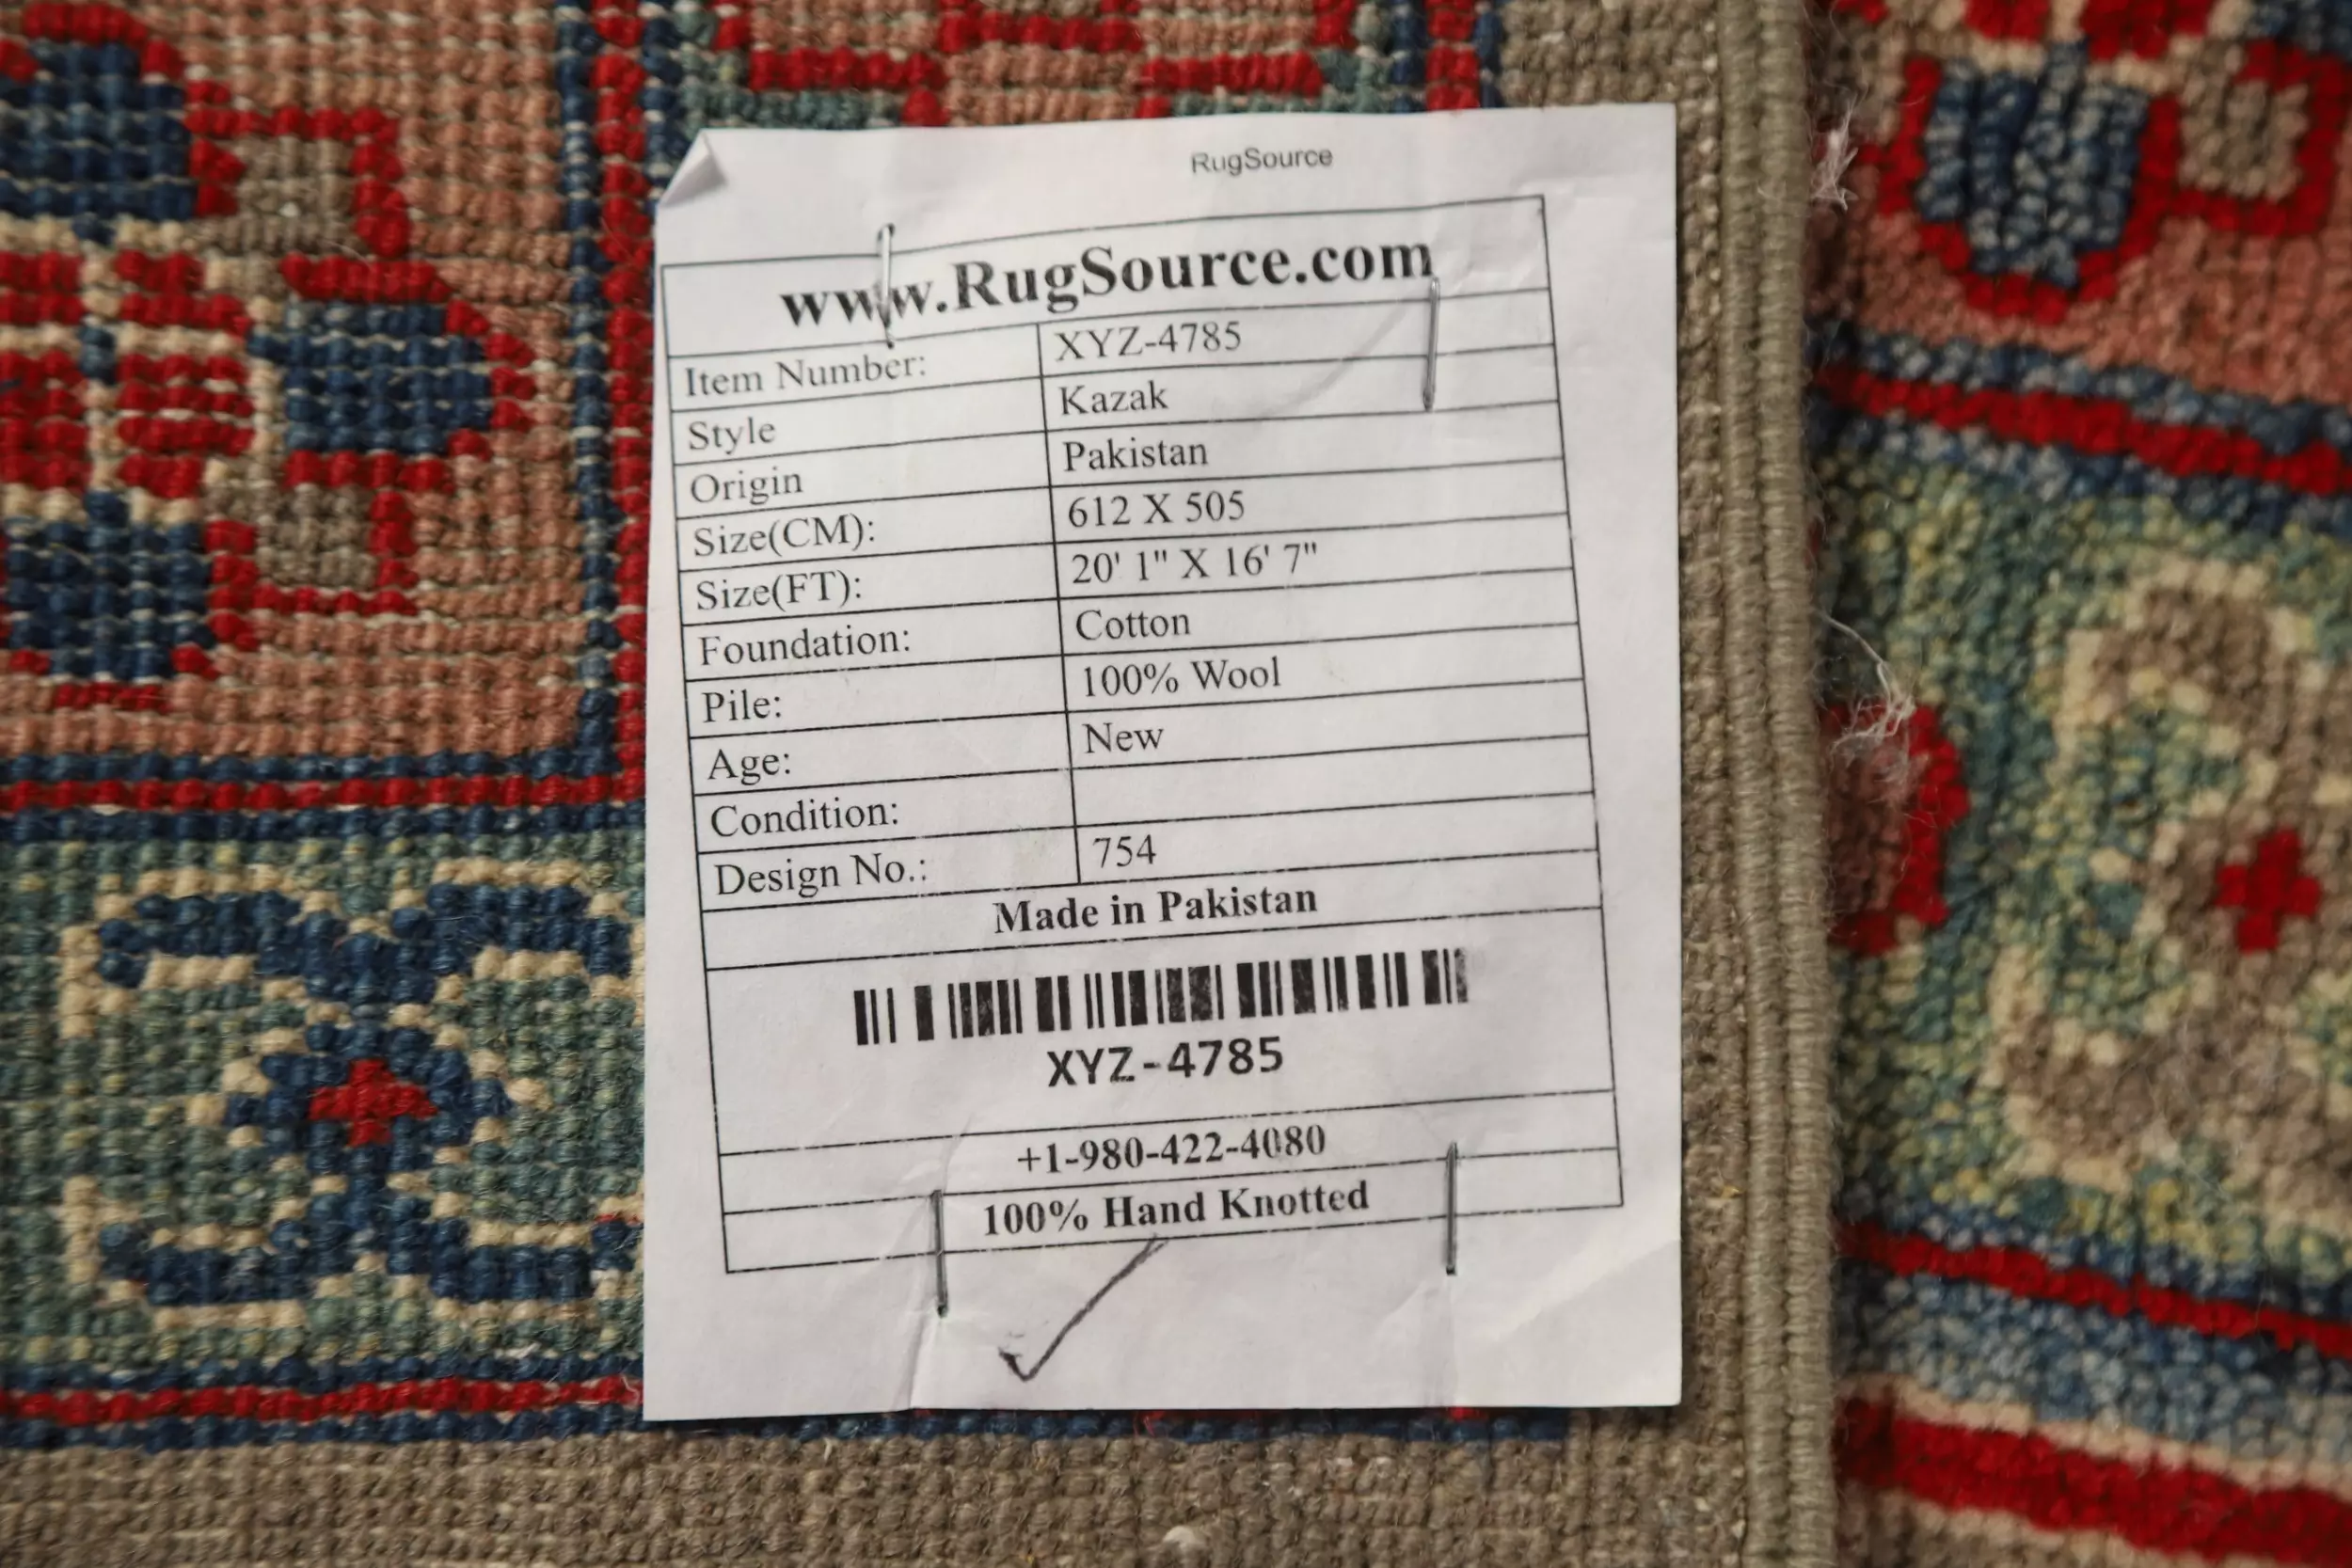 RugSource
www.RugSource.com
Item Number: XYZ-4785
Style Kazak
Origin Pakistan
Size(CM): 612 X 505
Size(FT): 20' 1" X 16' 7"
Foundation: Cotton
Pile: 100% Wool
Age: New
Condition:
Design No.: 754
Made in Pakistan
XYZ-4785
+1-980-422-4080
100% Hand Knotted